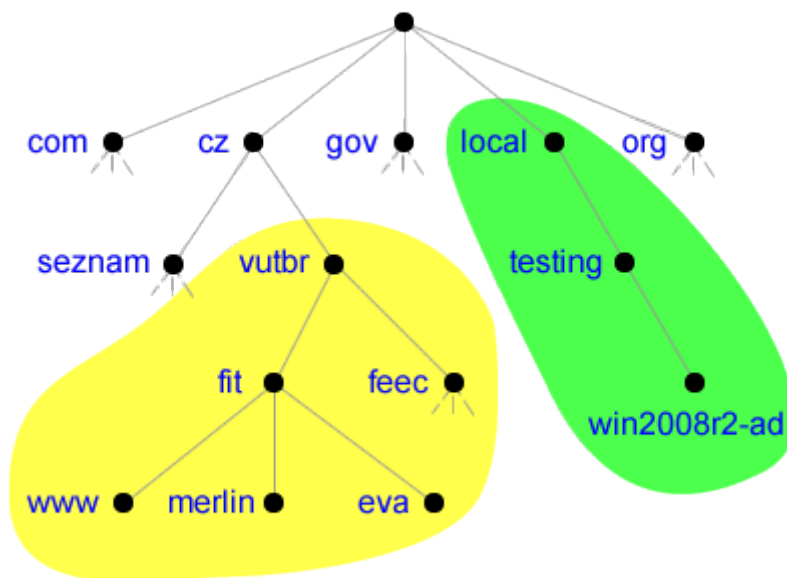 com cz gov local org
seznam vutbr testing
fit feec
win2008r2-ad
www merlin eva